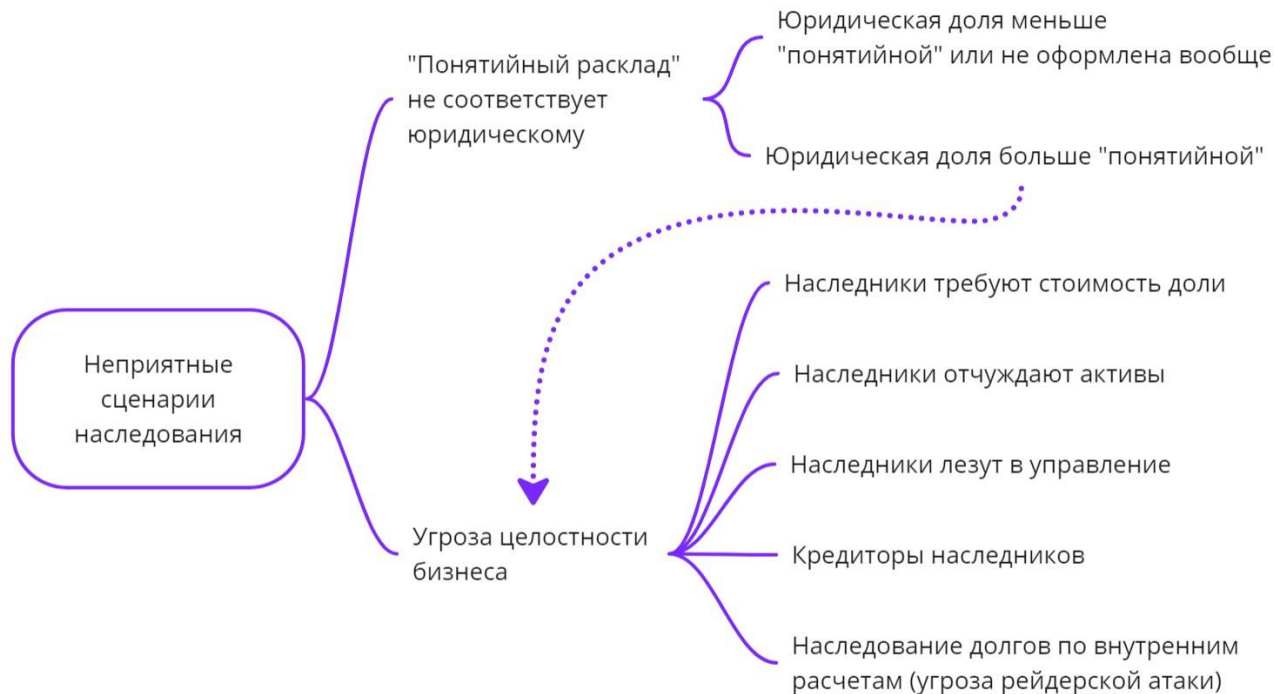 Неприятные
сценарии
наследования
"Понятийный расклад"
не соответствует
юридическому
Юридическая доля меньше
"понятийной" или не оформлена вообще
Юридическая доля больше "понятийной"
Угроза целостности
бизнеса
Наследники требуют стоимость доли
Наследники отчуждают активы
Наследники лезут в управление
Кредиторы наследников
Наследование долгов по внутренним
расчетам (угроза рейдерской атаки)